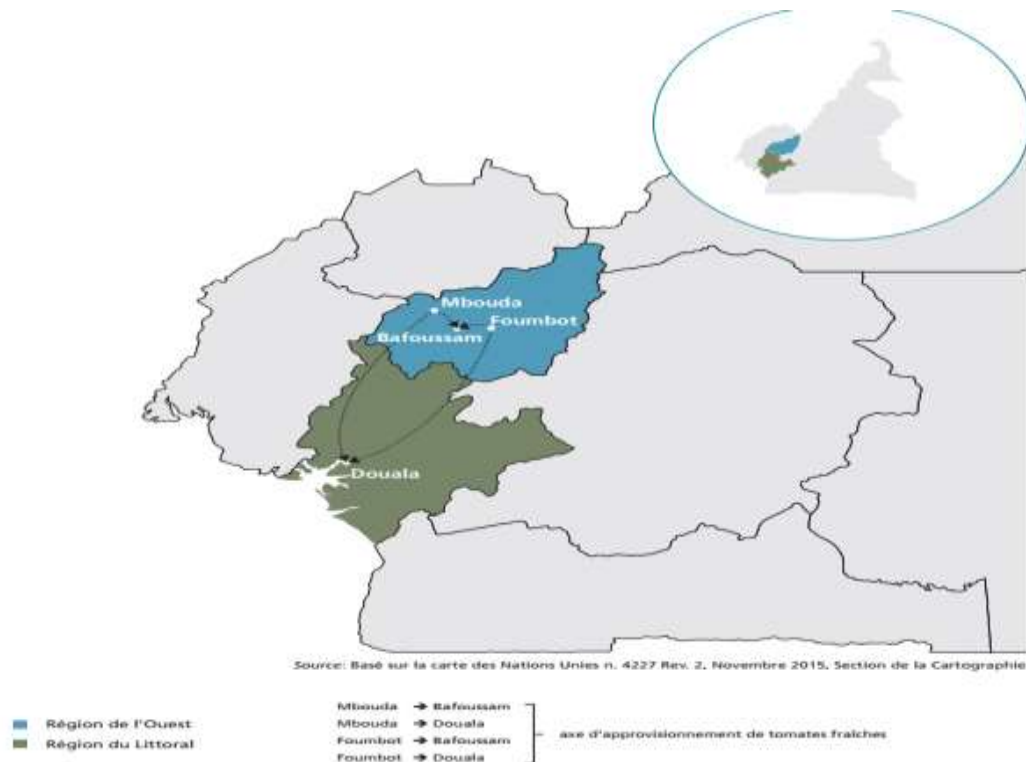 Mbouda
Foumbot
Bafoussam
Douala
Source: Basé sur la carte des Nations Unies n. 4227 Rev. 2, Novembre 2015, Section de la Cartographie
Région de l'Ouest
Région du Littoral
Mbouda → Bafoussam
Mbouda → Douala
Foumbot → Bafoussam
Foumbot → Douala
axe d'approvisionnement de tomates fraîches